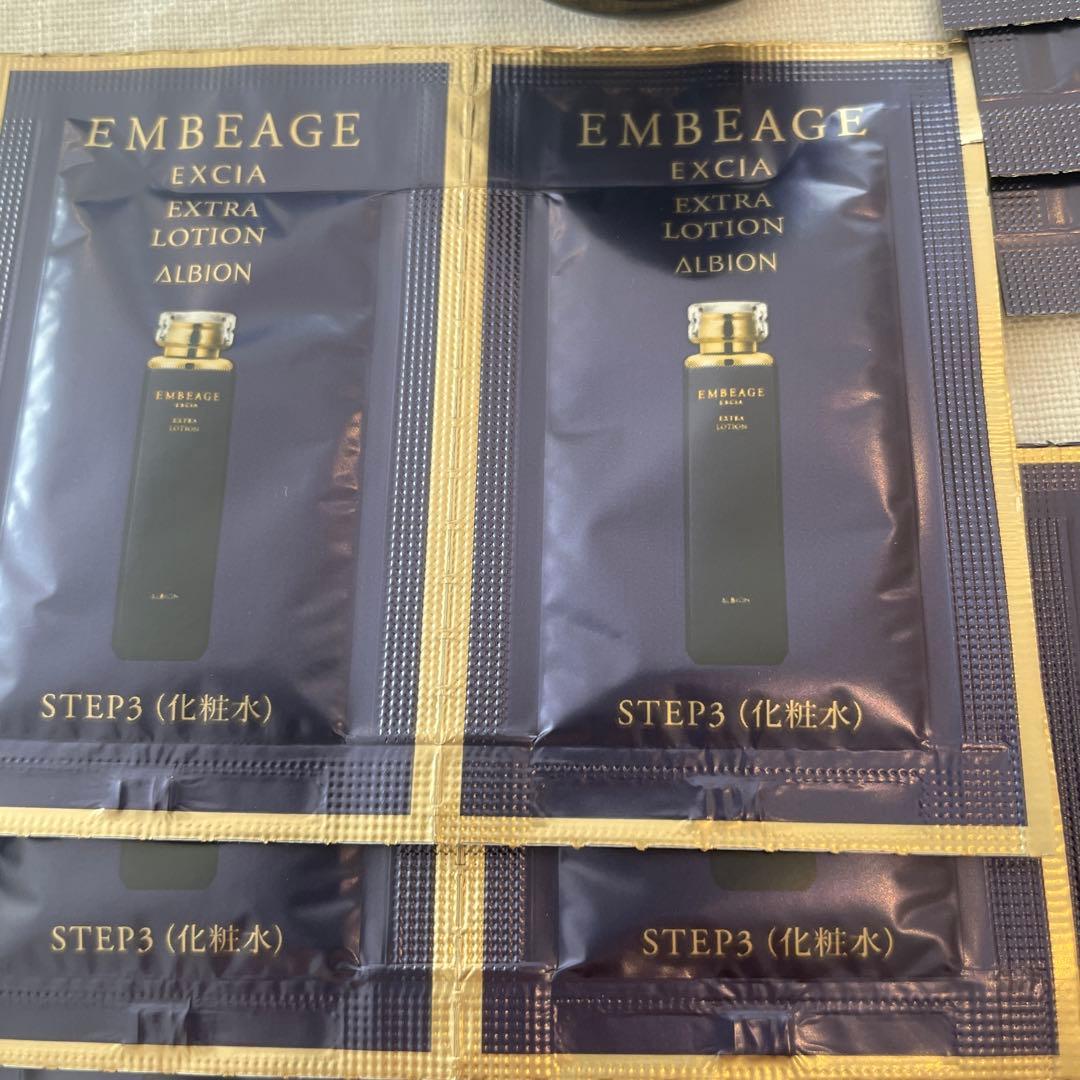 EMBEAGE
EXCIA
EXTRA
LOTION
ALBION
EMBEAGE
EXCIA
EXTRA
LOTION
ALBION
STEP3（化粧水）
EMBEAGE
EXCIA
EXTRA
LOTION
ALBION
EMBEAGE
EXCIA
EXTRA
LOTION
ALBION
STEP3（化粧水）
STEP3（化粧水）
STEP3（化粧水）